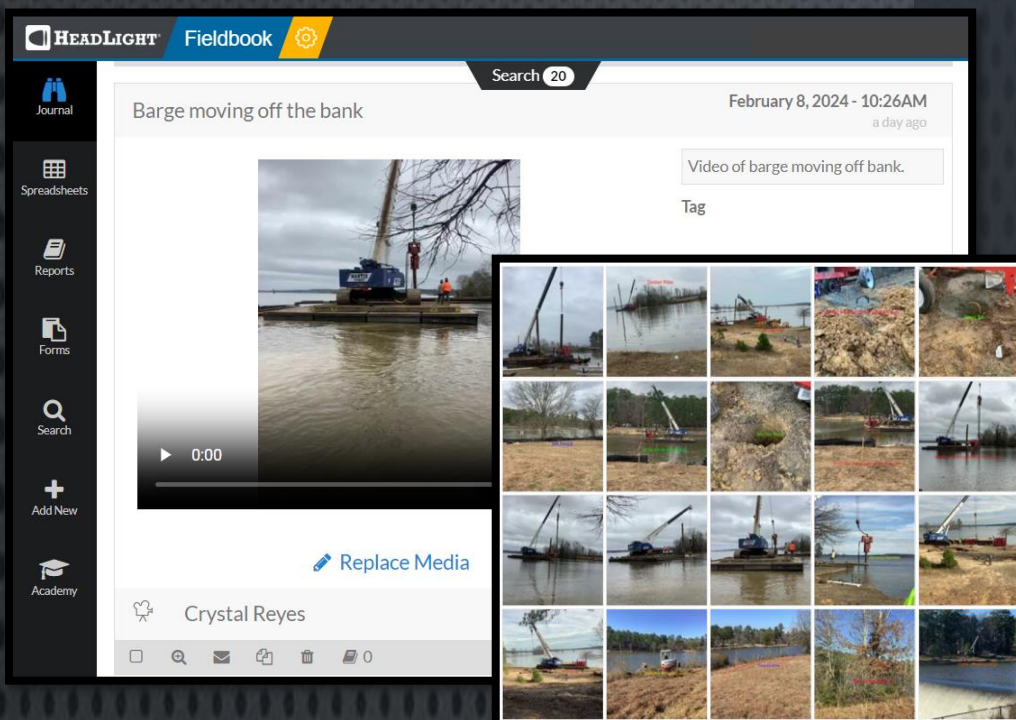 HEADLIGHT
Fieldbook
Search 20
Journal
Spreadsheets
Reports
Forms
Search
Add New
Academy
Barge moving off the bank
February 8, 2024 - 10:26AM
a day ago
Video of barge moving off bank.
Tag
0:00
Replace Media
Crystal Reyes
0